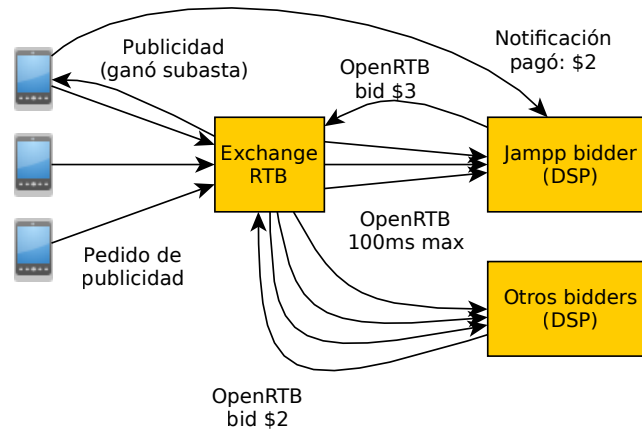 Publicidad
(ganó subasta)
Notificación
pagó: $2
OpenRTB
bid $3
Exchange
RTB
Jampp bidder
(DSP)
OpenRTB
100ms max
Pedido de
publicidad
Otros bidders
(DSP)
OpenRTB
bid $2